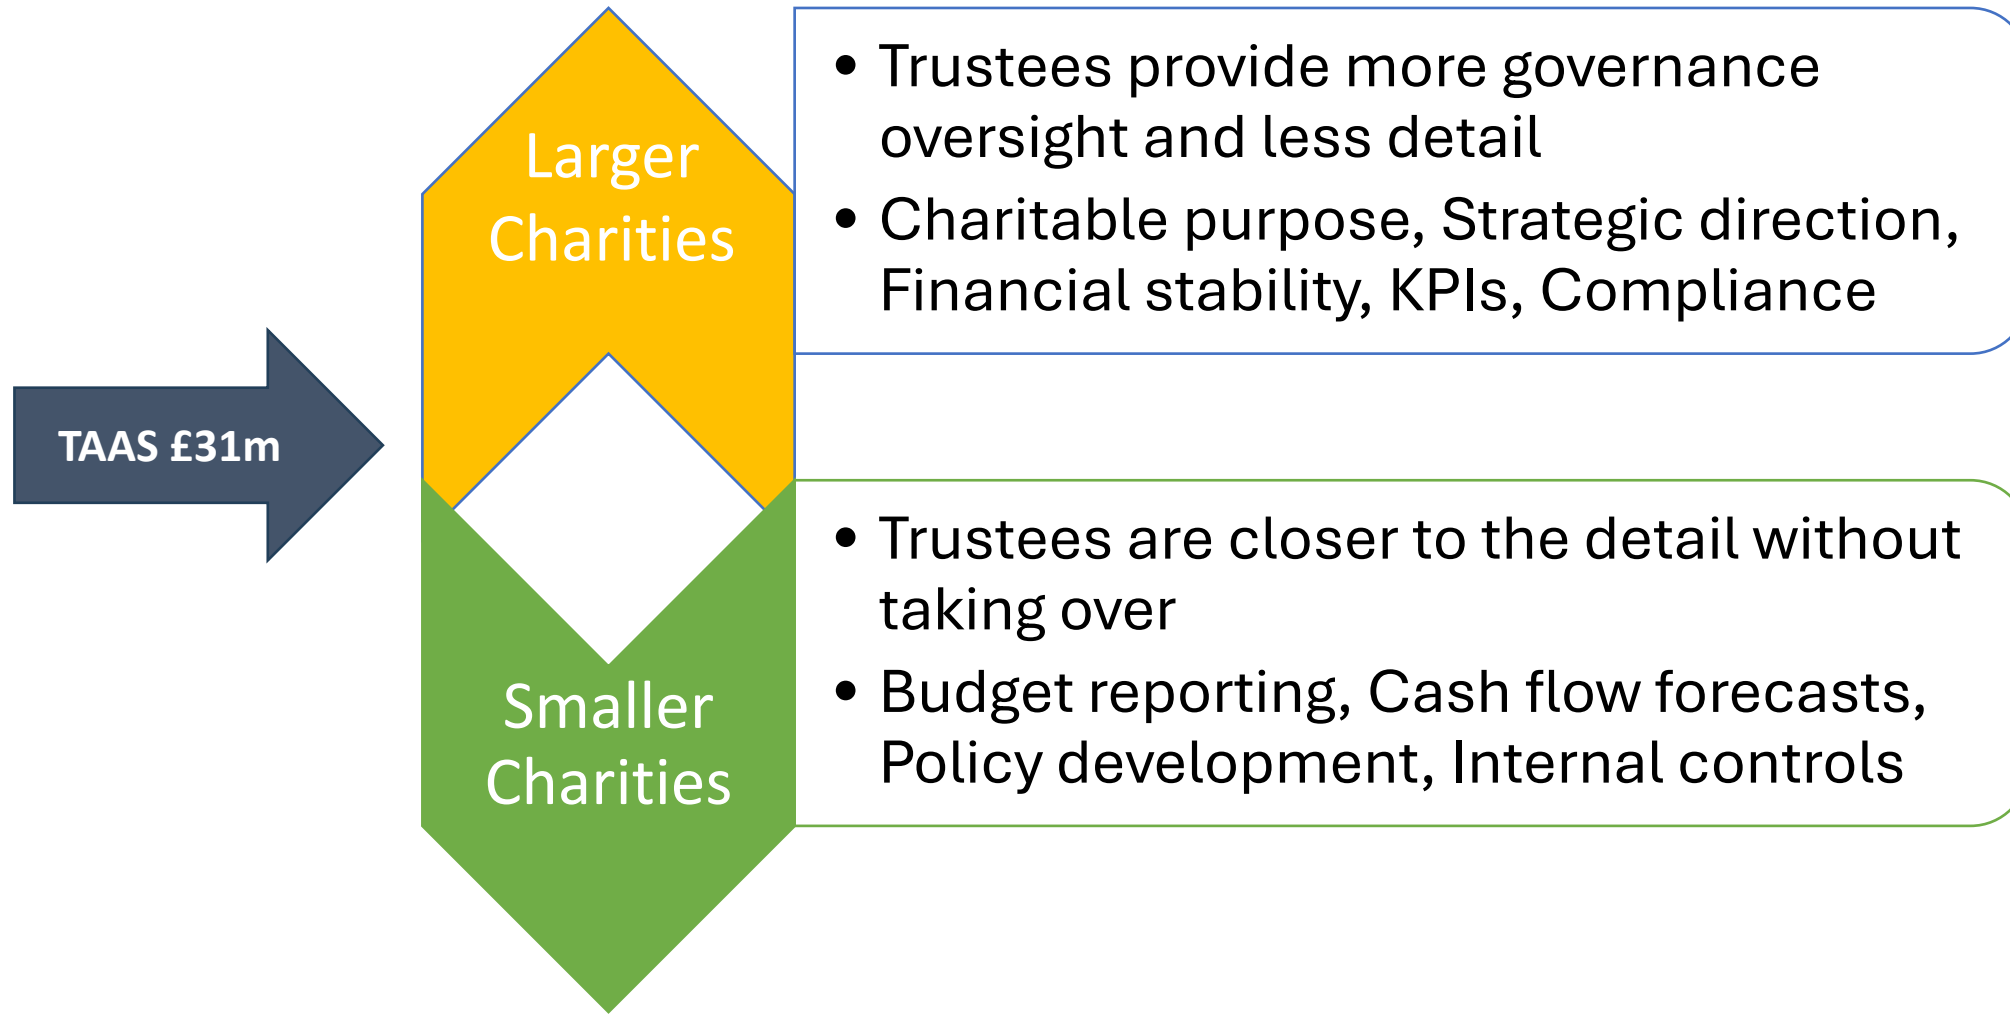 TAAS £31m
Larger
Charities
• Trustees provide more governance
oversight and less detail
• Charitable purpose, Strategic direction,
Financial stability, KPIs, Compliance
Smaller
Charities
• Trustees are closer to the detail without
taking over
• Budget reporting, Cash flow forecasts,
Policy development, Internal controls